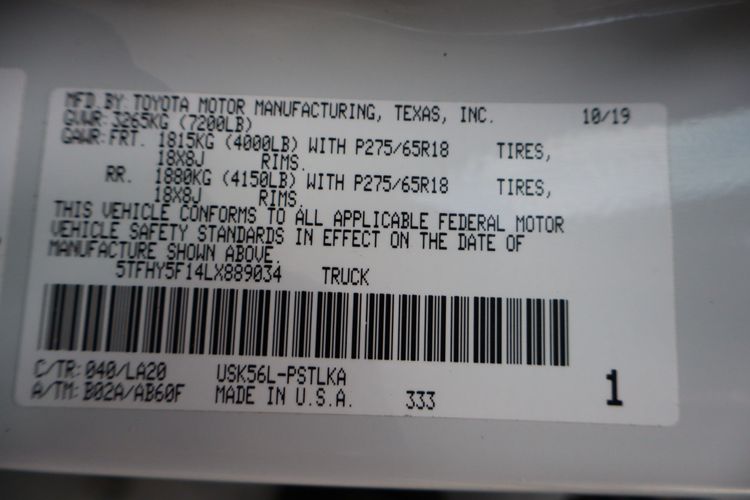 MFD.BY: TOYOTA MOTOR MANUFACTURING, TEXAS, INC. 10/19
GVWR: 3265KG (7200LB)
GAWR: FRT. 1815KG (4000LB) WITH P275/65R18 TIRES,
18X8J RIMS.
RR. 1880KG (4150LB) WITH P275/65R18 TIRES,
18X8J RIMS.
THIS VEHICLE CONFORMS TO ALL APPLICABLE FEDERAL MOTOR
VEHICLE SAFETY STANDARDS IN EFFECT ON THE DATE OF
MANUFACTURE SHOWN ABOVE.
5TFHY5F14LX889034 TRUCK
C/TR: 040/LA20 USK56L-PSTLKA
A/TM: B02A/AB60F MADE IN U.S.A. 333 1